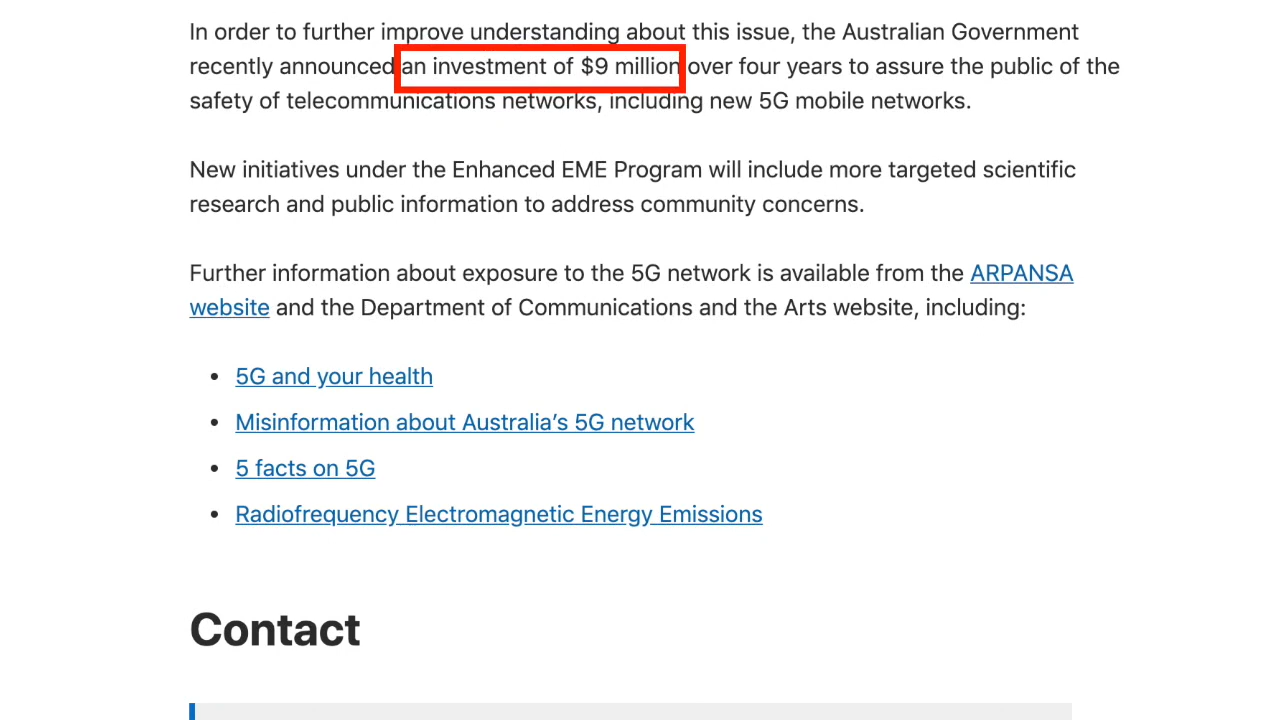 In order to further improve understanding about this issue, the Australian Government
recently announced an investment of $9 million over four years to assure the public of the
safety of telecommunications networks, including new 5G mobile networks.
New initiatives under the Enhanced EME Program will include more targeted scientific
research and public information to address community concerns.
Further information about exposure to the 5G network is available from the ARPANSA
website and the Department of Communications and the Arts website, including:
• 5G and your health
• Misinformation about Australia’s 5G network
• 5 facts on 5G
• Radiofrequency Electromagnetic Energy Emissions
Contact